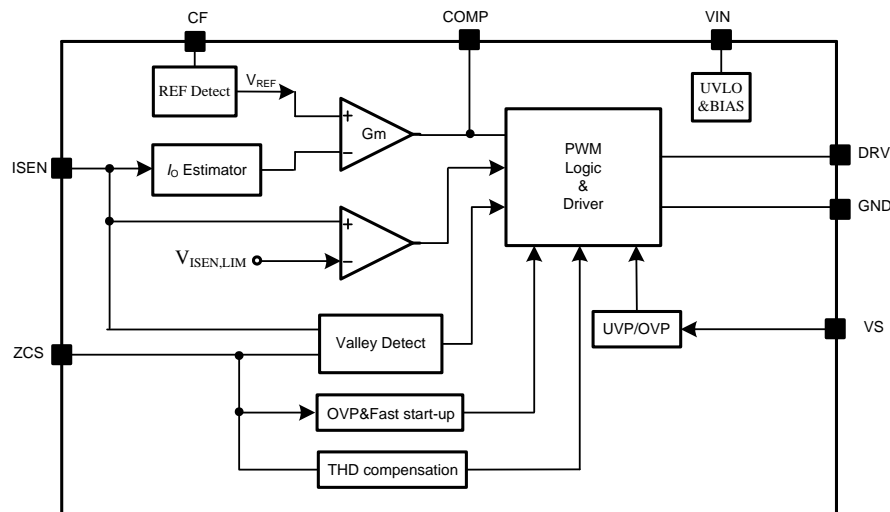 CF
COMP
VIN
REF Detect
VREF
UVLO
&BIAS
+
Gm
−
PWM
Logic
&
Driver
DRV
ISEN
IO Estimator
GND
+
VISEN,LIM
−
UVP/OVP
VS
ZCS
Valley Detect
OVP&Fast start-up
THD compensation